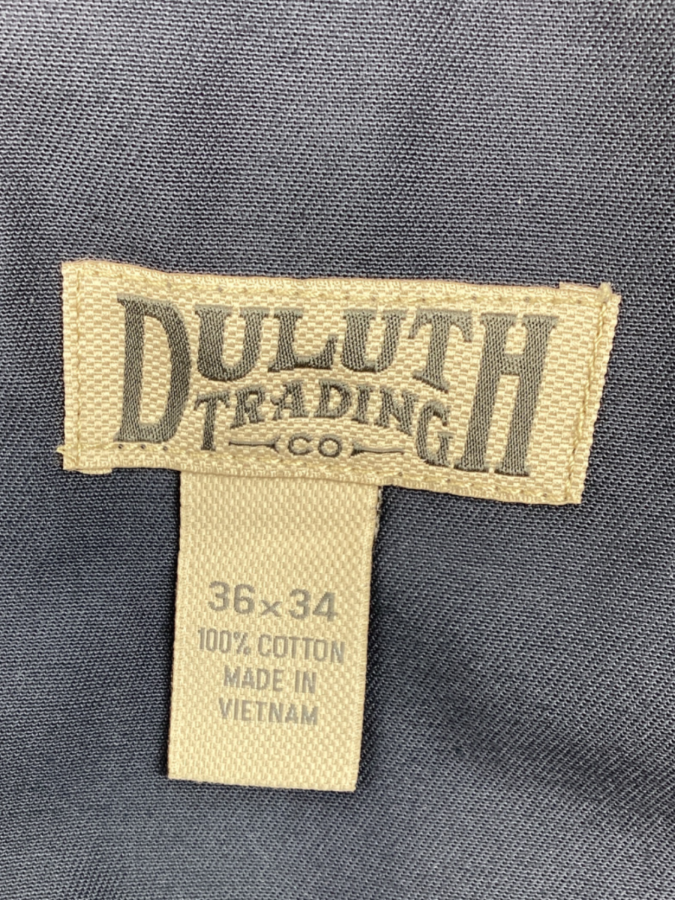 DULUTH
TRADING
CO
36 x 34
100% COTTON
MADE IN
VIETNAM